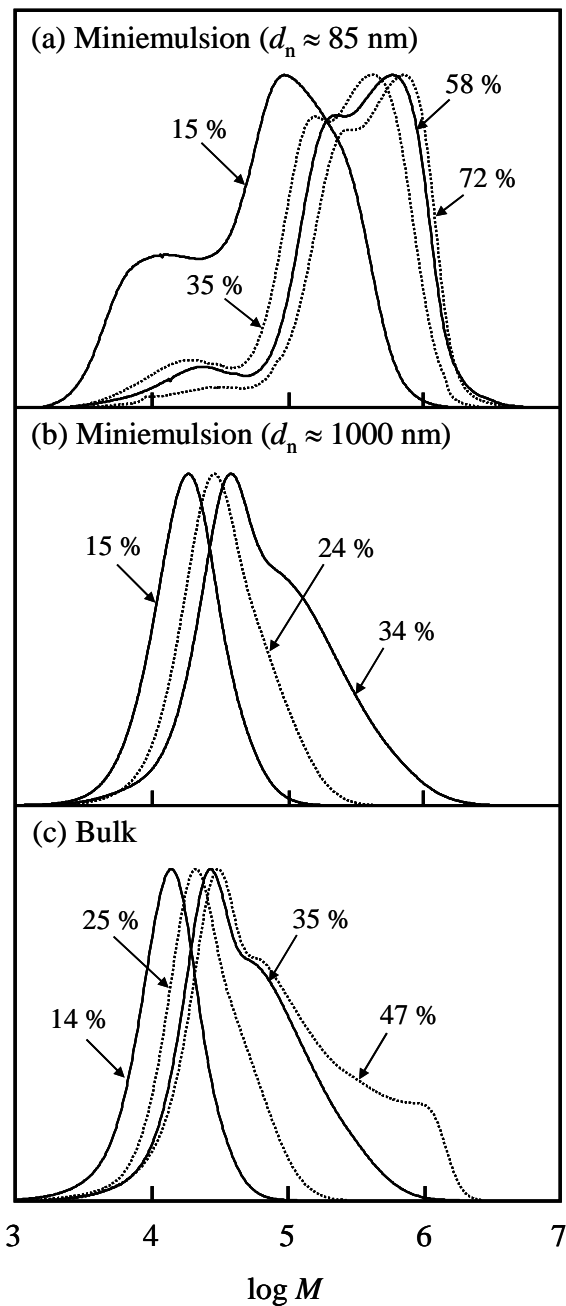 (a) Miniemulsion (dn ≈ 85 nm)
58 %
15 %
72 %
35 %
(b) Miniemulsion (dn ≈ 1000 nm)
15 %
24 %
34 %
(c) Bulk
25 %
35 %
14 %
47 %
3 4 5 6 7
log M